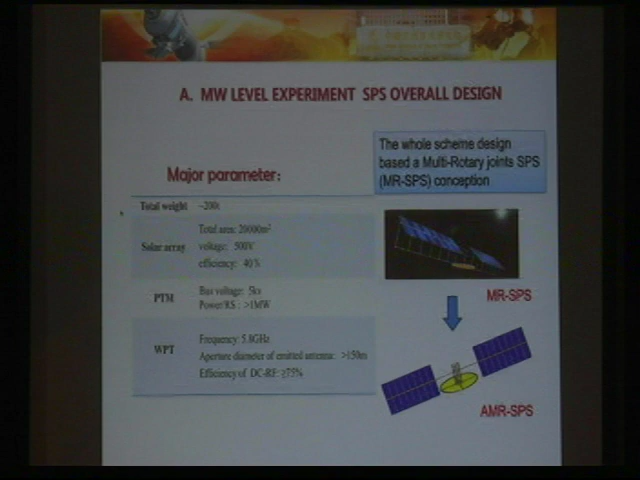 A. MW LEVEL EXPERIMENT SPS OVERALL DESIGN
The whole scheme design
based a Multi-Rotary joints SPS
(MR-SPS) conception
Major parameter:
Total weight ~200t
Solar array
Total area: 20000m²
voltage: 500V
efficiency: 40%
PTM
Bus voltage: 5kv
Power/RS : >1MW
WPT
Frequency: 5.8GHz
Aperture diameter of emitted antenna: >150m
Efficiency of DC-RF: ≥75%
MR-SPS
AMR-SPS